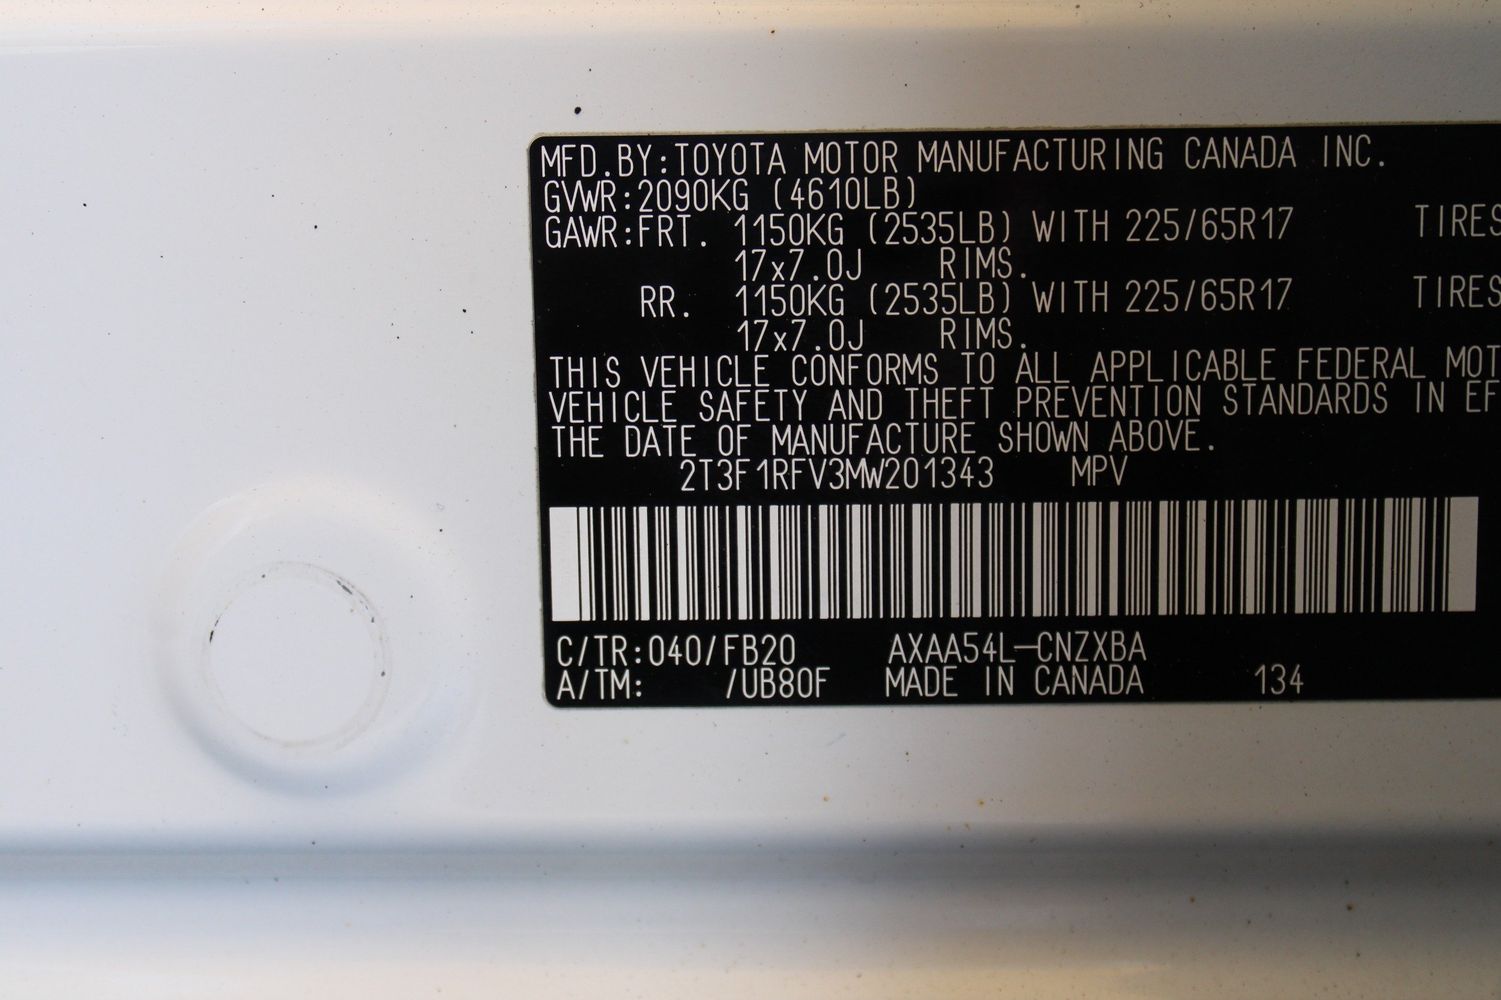 MFD.BY:TOYOTA MOTOR MANUFACTURING CANADA INC.
GVWR:2090KG (4610LB)
GAWR:FRT. 1150KG (2535LB) WITH 225/65R17 TIRES
17x7.0J RIMS.
RR. 1150KG (2535LB) WITH 225/65R17 TIRES
17x7.0J RIMS.
THIS VEHICLE CONFORMS TO ALL APPLICABLE FEDERAL MOT
VEHICLE SAFETY AND THEFT PREVENTION STANDARDS IN EF
THE DATE OF MANUFACTURE SHOWN ABOVE.
2T3F1RFV3MW201343 MPV
C/TR:040/FB20 AXAA54L-CNZXBA
A/TM: /UB80F MADE IN CANADA 134